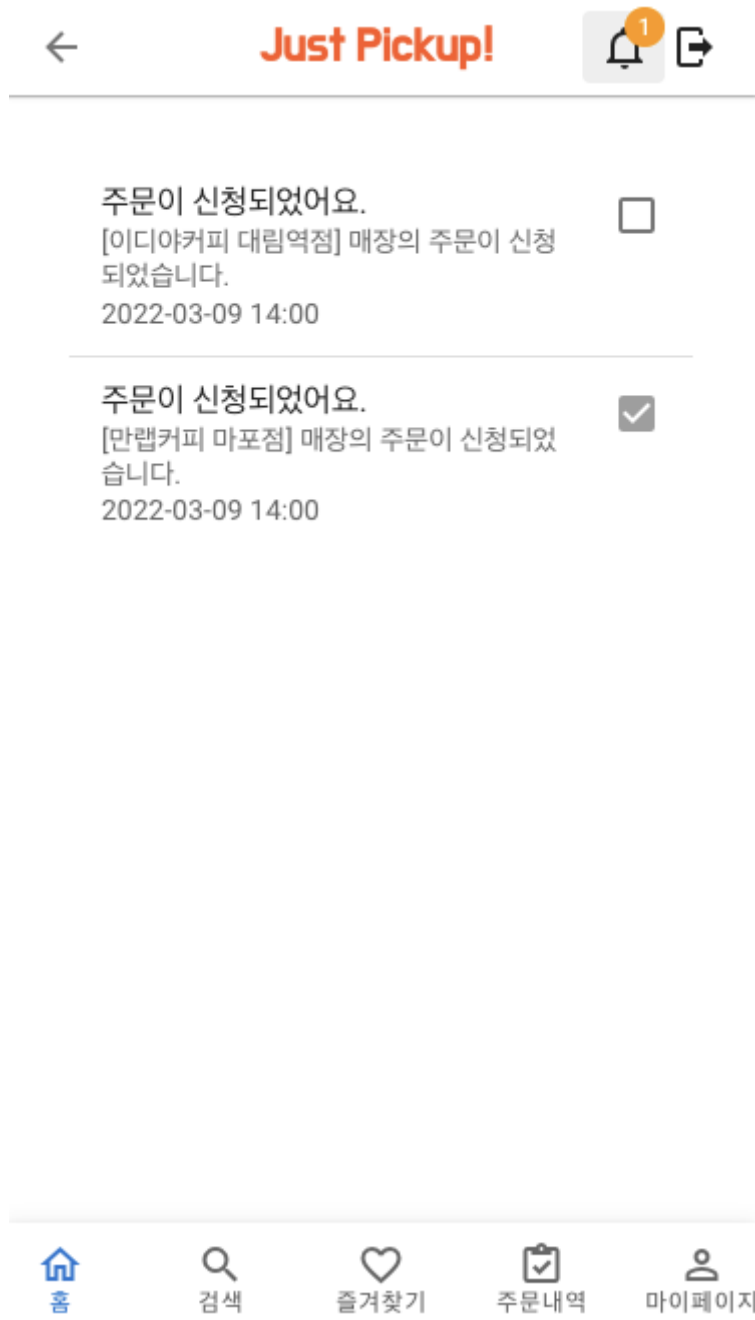 Just Pickup!
1
주문이 신청되었어요.
[이디야커피 대림역점] 매장의 주문이 신청
되었습니다.
2022-03-09 14:00
주문이 신청되었어요.
[만랩커피 마포점] 매장의 주문이 신청되었
습니다.
2022-03-09 14:00
홈
검색
즐겨찾기
주문내역
마이페이지